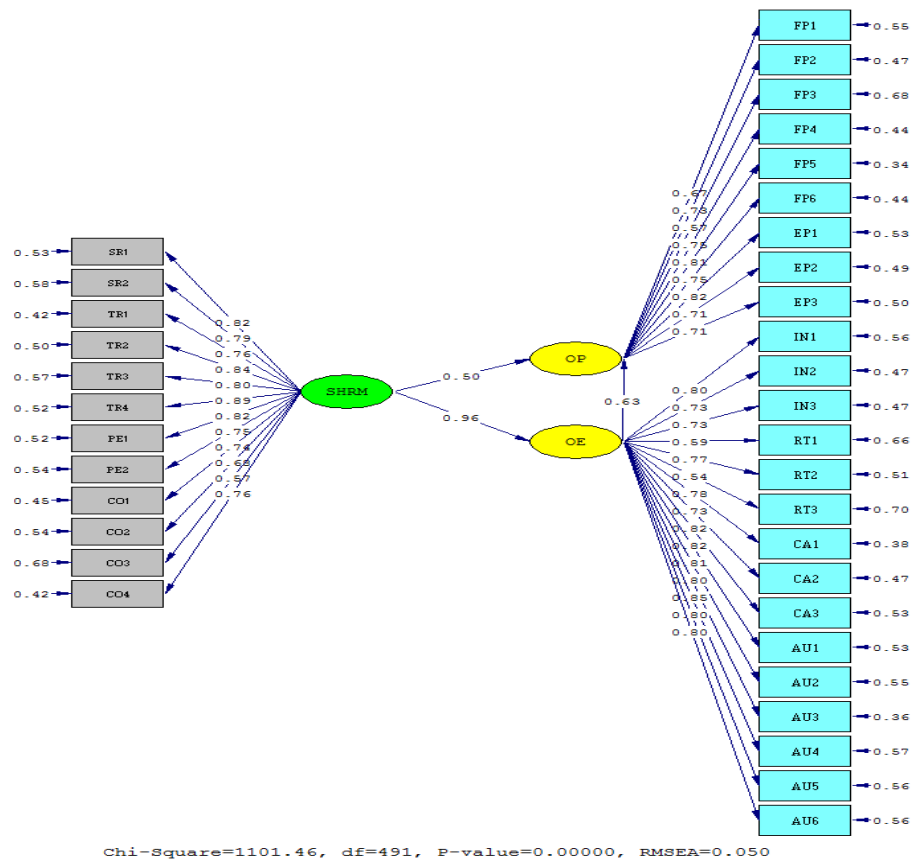 0.53 SR1
0.58 SR2
0.42 TR1
0.50 TR2
0.57 TR3
0.52 TR4
0.52 PE1
0.54 PE2
0.45 CO1
0.54 CO2
0.68 CO3
0.42 CO4
0.82
0.79
0.76
0.84
0.80
0.89
0.82
0.75
0.74
0.57
0.76
SHRM
0.50
0.96
OP
0.63
OE
0.67
0.73
0.57
0.75
0.81
0.75
0.82
0.71
0.71
0.80
0.73
0.73
0.59
0.77
0.54
0.78
0.73
0.82
0.82
0.81
0.80
0.85
0.80
0.80
FP1 0.55
FP2 0.47
FP3 0.68
FP4 0.44
FP5 0.34
FP6 0.44
EP1 0.53
EP2 0.49
EP3 0.50
IN1 0.56
IN2 0.47
IN3 0.47
RT1 0.66
RT2 0.51
RT3 0.70
CA1 0.38
CA2 0.47
CA3 0.53
AU1 0.53
AU2 0.55
AU3 0.36
AU4 0.57
AU5 0.56
AU6 0.56
Chi-Square=1101.46, df=491, P-value=0.00000, RMSEA=0.050